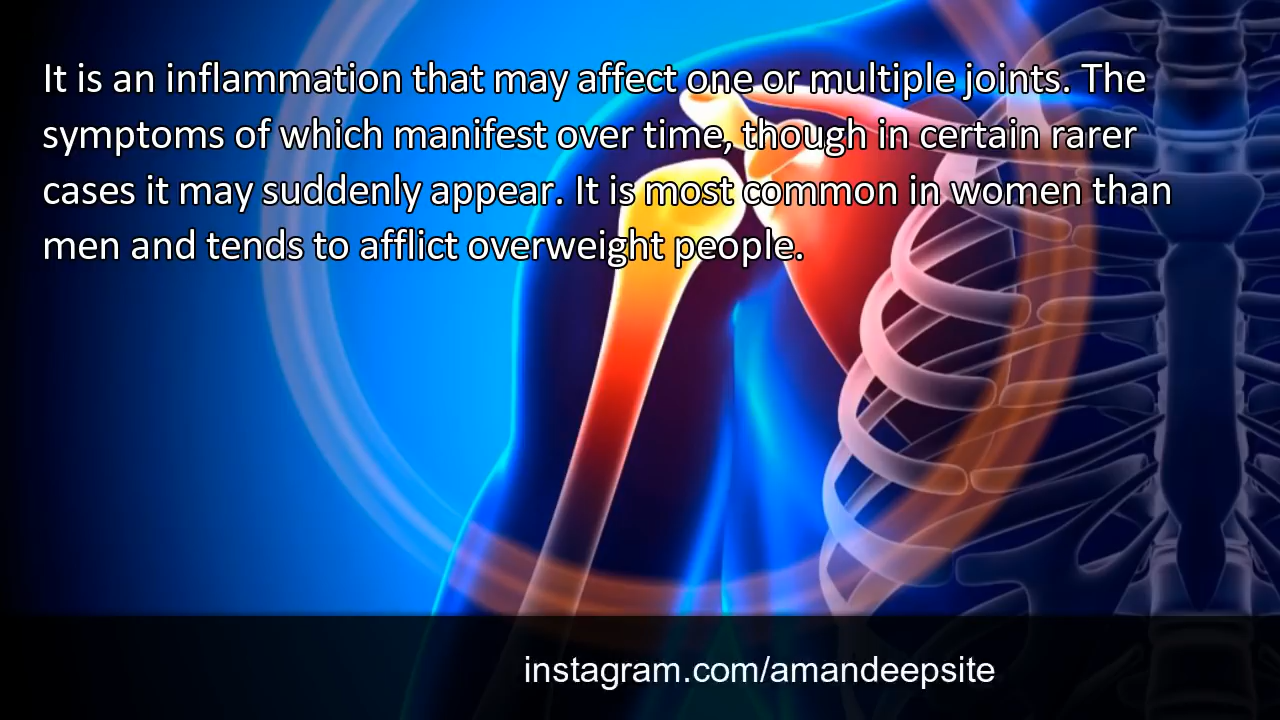 It is an inflammation that may affect one or multiple joints. The
symptoms of which manifest over time, though in certain rarer
cases it may suddenly appear. It is most common in women than
men and tends to afflict overweight people.
instagram.com/amandeepsite